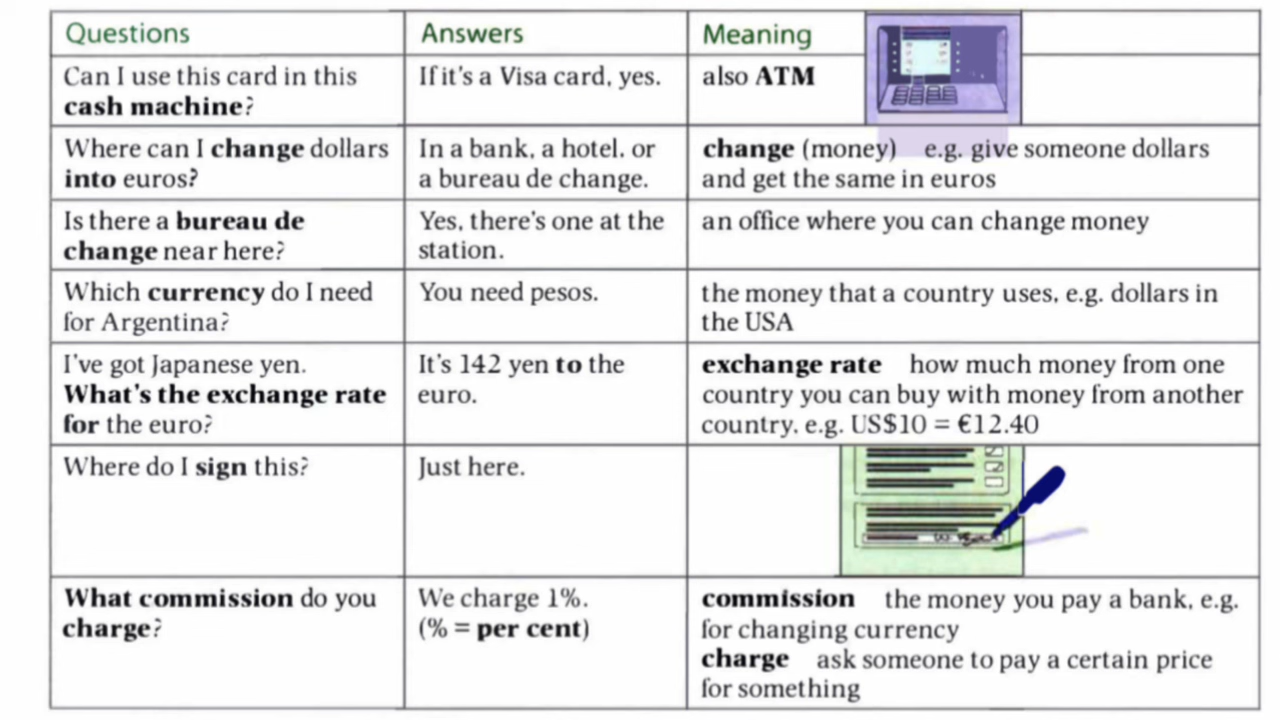 Questions
Answers
Meaning
Can I use this card in this
cash machine?
If it's a Visa card, yes.
also ATM
Where can I change dollars
into euros?
In a bank, a hotel, or
a bureau de change.
change (money) e.g. give someone dollars
and get the same in euros
Is there a bureau de
change near here?
Yes, there's one at the
station.
an office where you can change money
Which currency do I need
for Argentina?
You need pesos.
the money that a country uses, e.g. dollars in
the USA
I've got Japanese yen.
What's the exchange rate
for the euro?
It's 142 yen to the
euro.
exchange rate how much money from one
country you can buy with money from another
country, e.g. US$10 = €12.40
Where do I sign this?
Just here.
What commission do you
charge?
We charge 1%.
(% = per cent)
commission the money you pay a bank, e.g.
for changing currency
charge ask someone to pay a certain price
for something